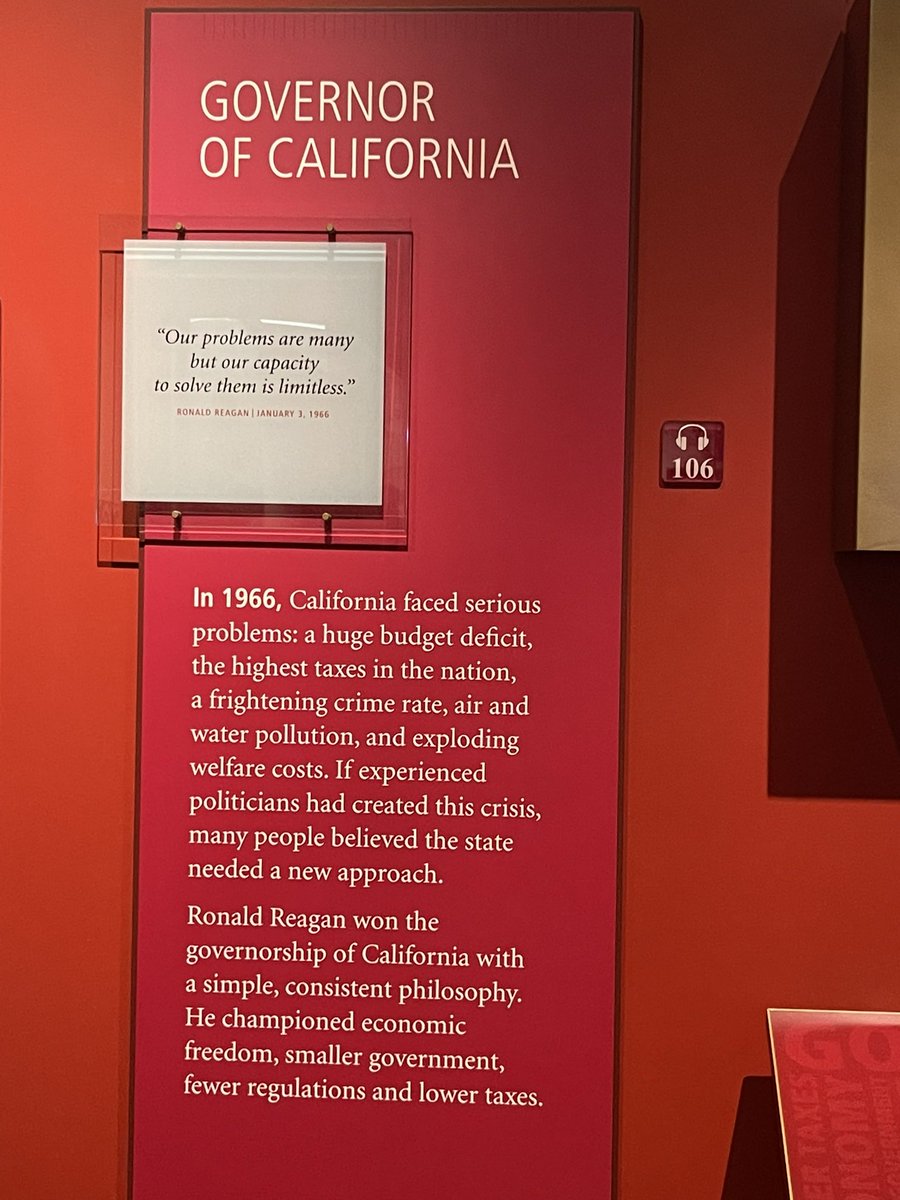 GOVERNOR
OF CALIFORNIA
“Our problems are many
but our capacity
to solve them is limitless.”
RONALD REAGAN | JANUARY 3, 1966
106
In 1966, California faced serious
problems: a huge budget deficit,
the highest taxes in the nation,
a frightening crime rate, air and
water pollution, and exploding
welfare costs. If experienced
politicians had created this crisis,
many people believed the state
needed a new approach.
Ronald Reagan won the
governorship of California with
a simple, consistent philosophy.
He championed economic
freedom, smaller government,
fewer regulations and lower taxes.